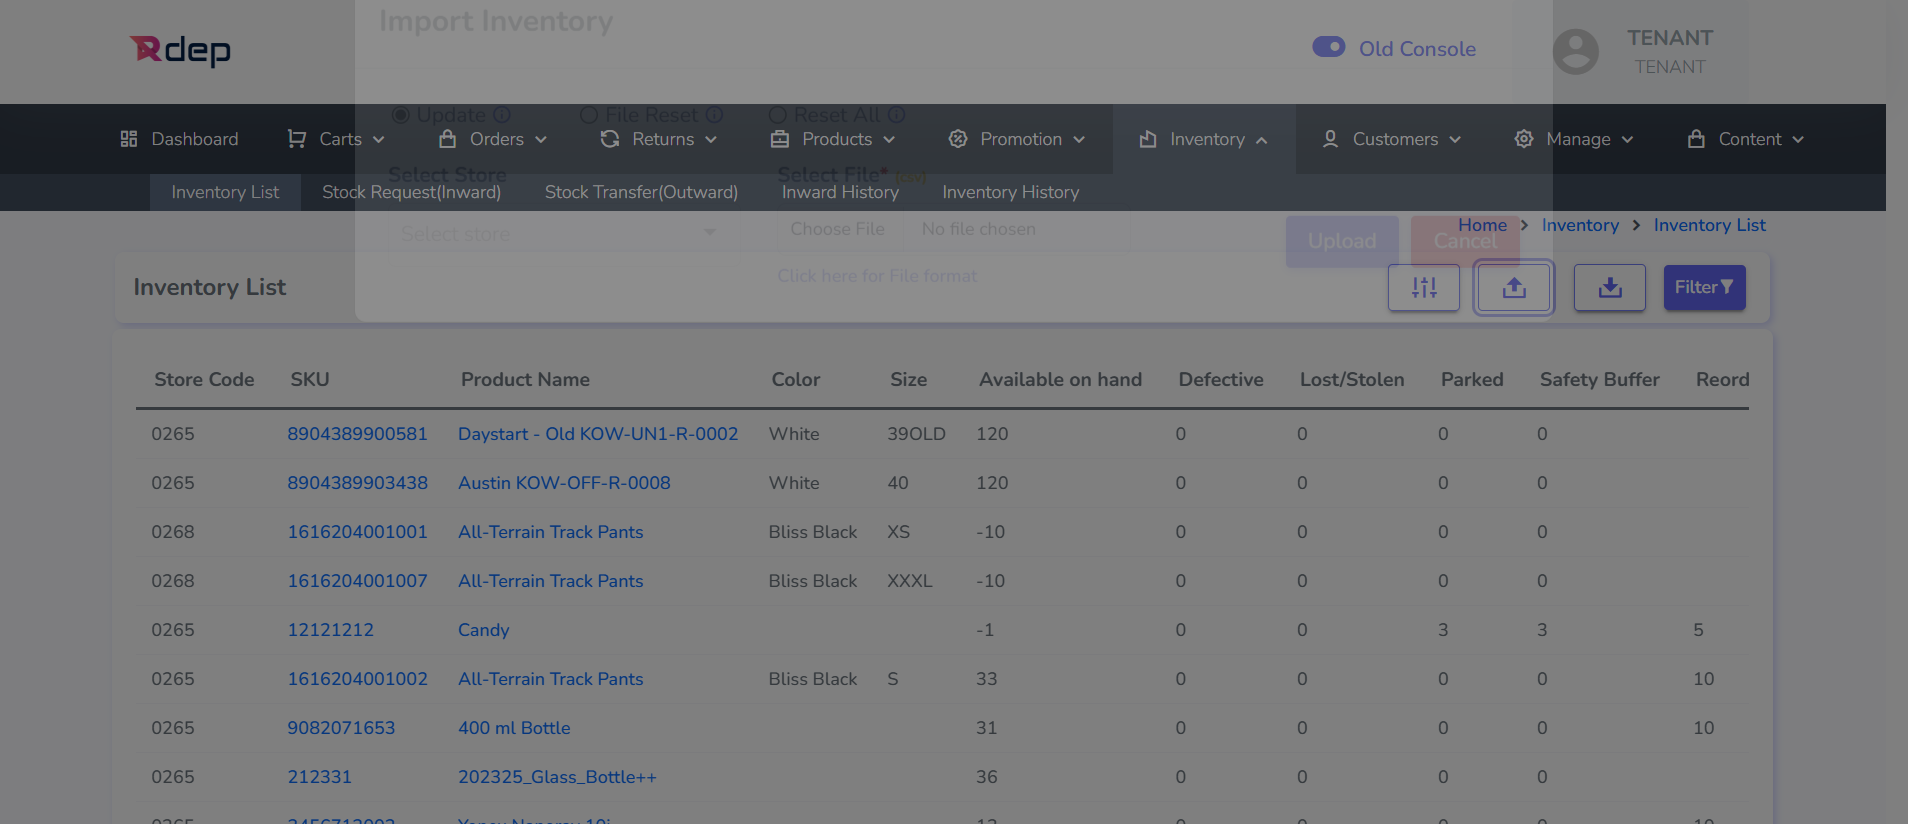 Import Inventory
Rdep
Old Console
TENANT
TENANT
Update
File Reset
Reset All
Dashboard
Carts
Orders
Returns
Products
Promotion
Inventory
Customers
Manage
Content
Select Store
Select File* (csv)
Inventory List
Stock Request(Inward)
Stock Transfer(Outward)
Inward History
Inventory History
Select store
Choose File
No file chosen
Upload
Cancel
Home > Inventory > Inventory List
Click here for File format
Inventory List
Filter
Store Code SKU Product Name Color Size Available on hand Defective Lost/Stolen Parked Safety Buffer Reord
0265 8904389900581 Daystart - Old KOW-UN1-R-0002 White 39OLD 120 0 0 0 0
0265 8904389903438 Austin KOW-OFF-R-0008 White 40 120 0 0 0 0
0268 1616204001001 All-Terrain Track Pants Bliss Black XS -10 0 0 0 0
0268 1616204001007 All-Terrain Track Pants Bliss Black XXXL -10 0 0 0 0
0265 12121212 Candy -1 0 0 3 3 5
0265 1616204001002 All-Terrain Track Pants Bliss Black S 33 0 0 0 0 10
0265 9082071653 400 ml Bottle 31 0 0 0 0 10
0265 212331 202325_Glass_Bottle++ 36 0 0 0 0